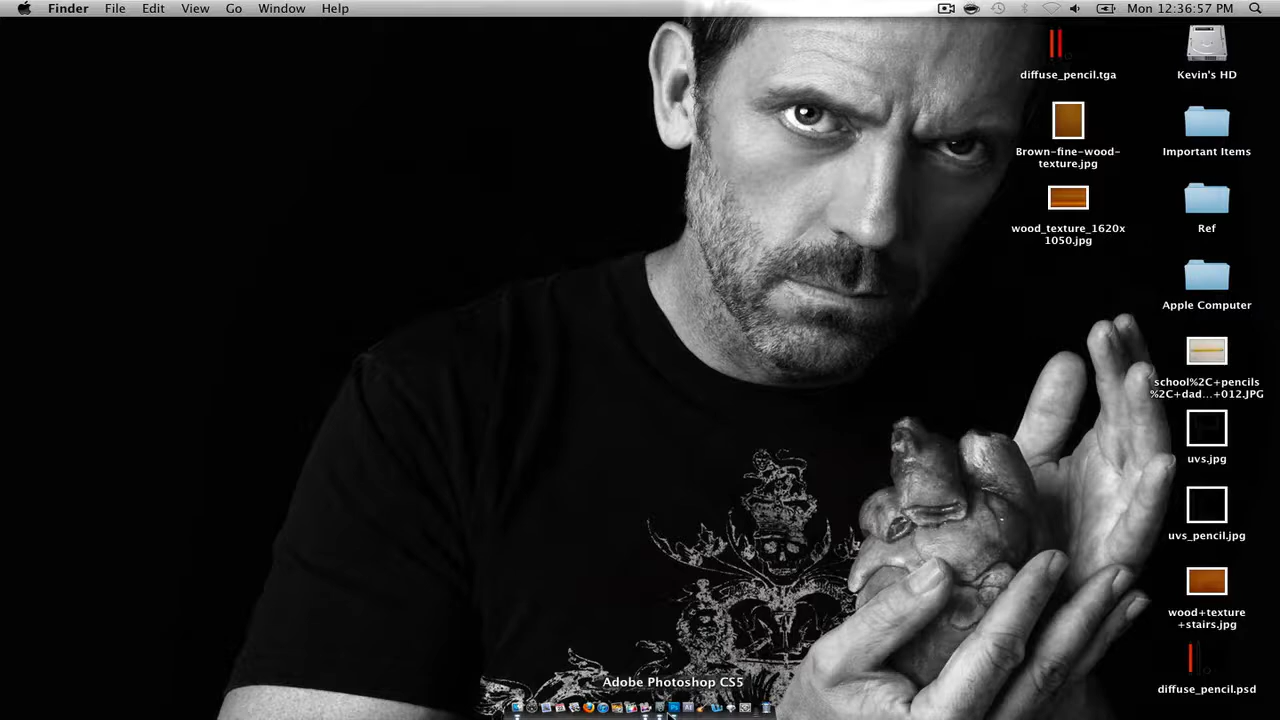 Finder File Edit View Go Window Help
Mon 12:36:57 PM
diffuse_pencil.tga
Kevin's HD
Brown-fine-wood-
texture.jpg
Important Items
wood_texture_1620x
1050.jpg
Ref
Apple Computer
school%2C+pencils
%2C+dad...+012.JPG
uvs.jpg
uvs_pencil.jpg
wood+texture
+stairs.jpg
diffuse_pencil.psd
Adobe Photoshop CS5